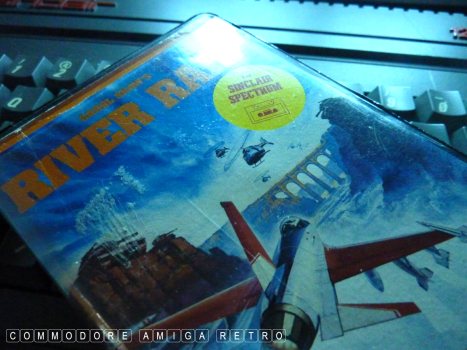 RIVER RA
SINCLAIR
SPECTRUM
COMMODORE AMIGA RETRO